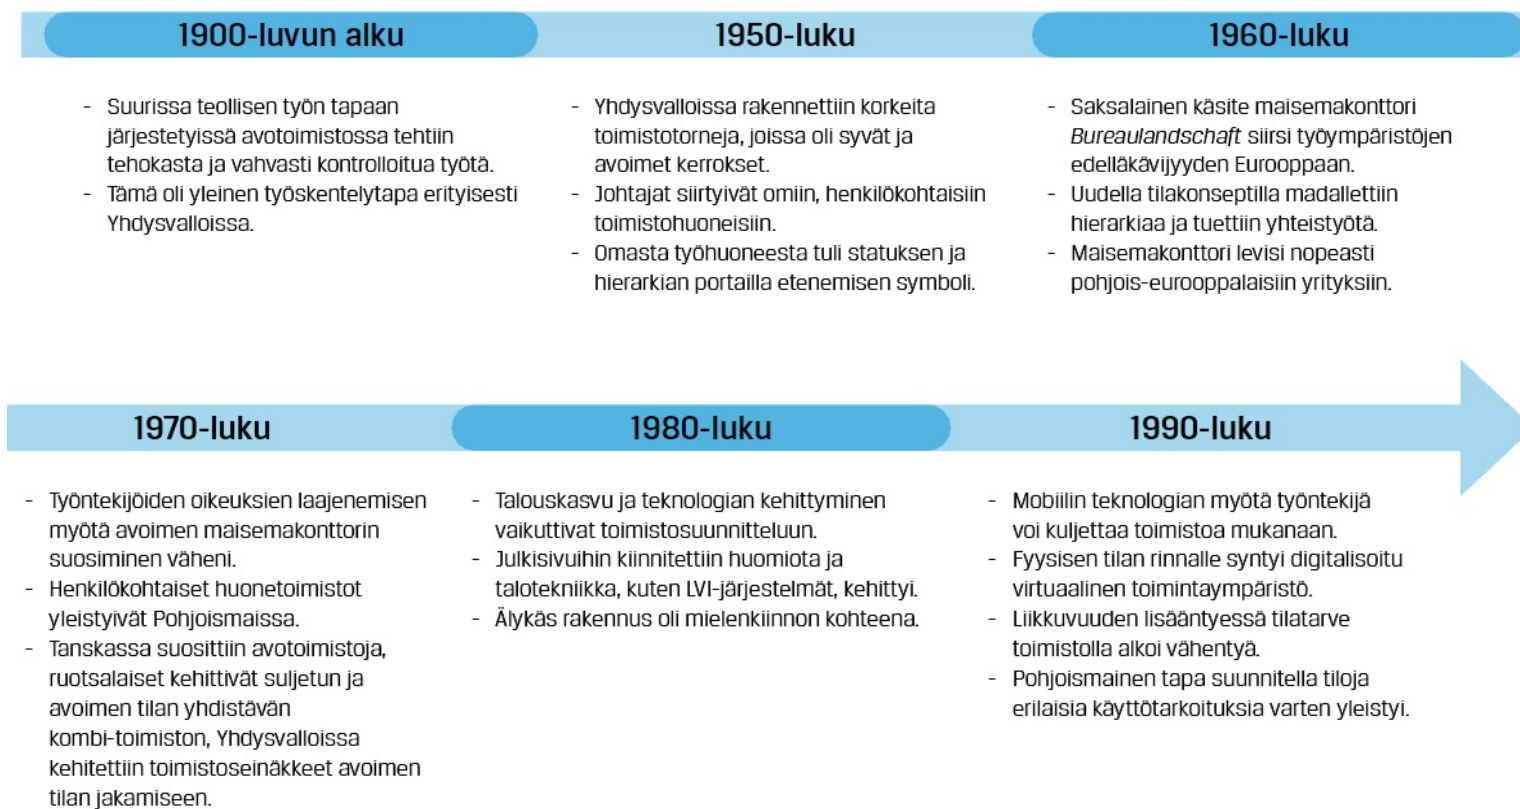 1900-luvun alku
1950-luku
1960-luku
- Suurissa teollisen työn tapaan
järjestetyissä avotoimistossa tehtiin
tehokasta ja vahvasti kontrolloitua työtä.
- Tämä oli yleinen työskentelytapa erityisesti
Yhdysvalloissa.
- Yhdysvalloissa rakennettiin korkeita
toimistotorneja, joissa oli syvät ja
avoimet kerrokset.
- Johtajat siirtyivät omiin, henkilökohtaisiin
toimistohuoneisiin.
- Omasta työhuoneesta tuli statuksen ja
hierarkian portailla etenemisen symboli.
- Saksalainen käsite maisemakonttori
Bureaulandschaft siirsi työympäristöjen
edelläkävijyyden Eurooppaan.
- Uudella tilakonseptilla madallettiin
hierarkiaa ja tuettiin yhteistyötä.
- Maisemakonttori levisi nopeasti
pohjois-eurooppalaisiin yrityksiin.
1970-luku
1980-luku
1990-luku
- Työntekijöiden oikeuksien laajenemisen
myötä avoimen maisemakonttorin
suosiminen väheni.
- Henkilökohtaiset huonetoimistot
yleistyivät Pohjoismaissa.
- Tanskassa suosittiin avotoimistoja,
ruotsalaiset kehittivät suljetun ja
avoimen tilan yhdistävän
kombi-toimiston, Yhdysvalloissa
kehitettiin toimistoseinäkkeet avoimen
tilan jakamiseen.
- Talouskasvu ja teknologian kehittyminen
vaikuttivat toimistosuunnitteluun.
- Julkisivuihin kiinnitettiin huomiota ja
talotekniikka, kuten LVI-järjestelmät, kehittyi.
- Älykäs rakennus oli mielenkiinnon kohteena.
- Mobiilin teknologian myötä työntekijä
voi kuljettaa toimistoa mukanaan.
- Fyysisen tilan rinnalle syntyi digitalisoitu
virtuaalinen toimintaympäristö.
- Liikkuvuuden lisääntyessä tilatarve
toimistolla alkoi vähentyä.
- Pohjoismainen tapa suunnitella tiloja
erilaisia käyttötarkoituksia varten yleistyi.